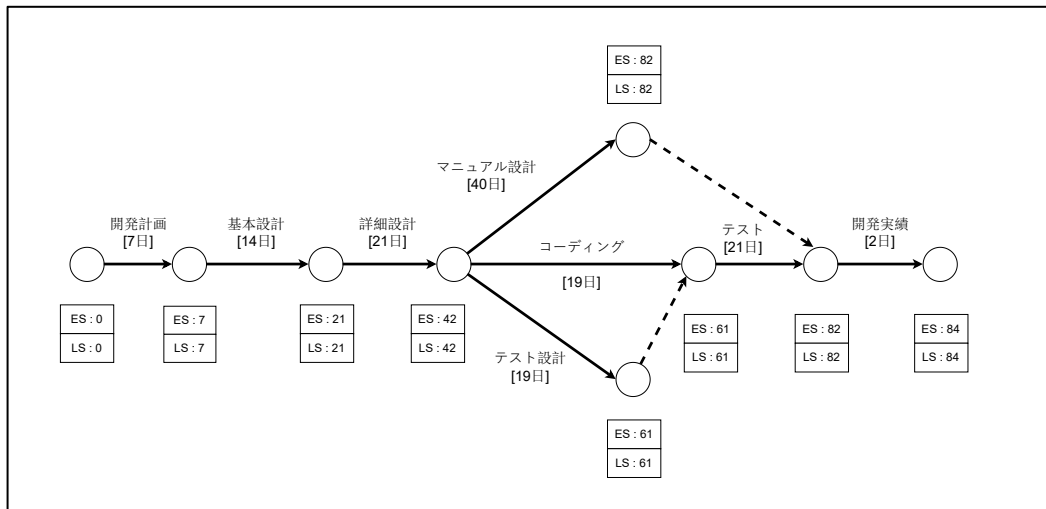 ES : 82
LS : 82
マニュアル設計
[40日]
開発計画
[7日]
基本設計
[14日]
詳細設計
[21日]
コーディング
[19日]
テスト
[21日]
開発実績
[2日]
ES : 0
LS : 0
ES : 7
LS : 7
ES : 21
LS : 21
ES : 42
LS : 42
テスト設計
[19日]
ES : 61
LS : 61
ES : 82
LS : 82
ES : 84
LS : 84
ES : 61
LS : 61